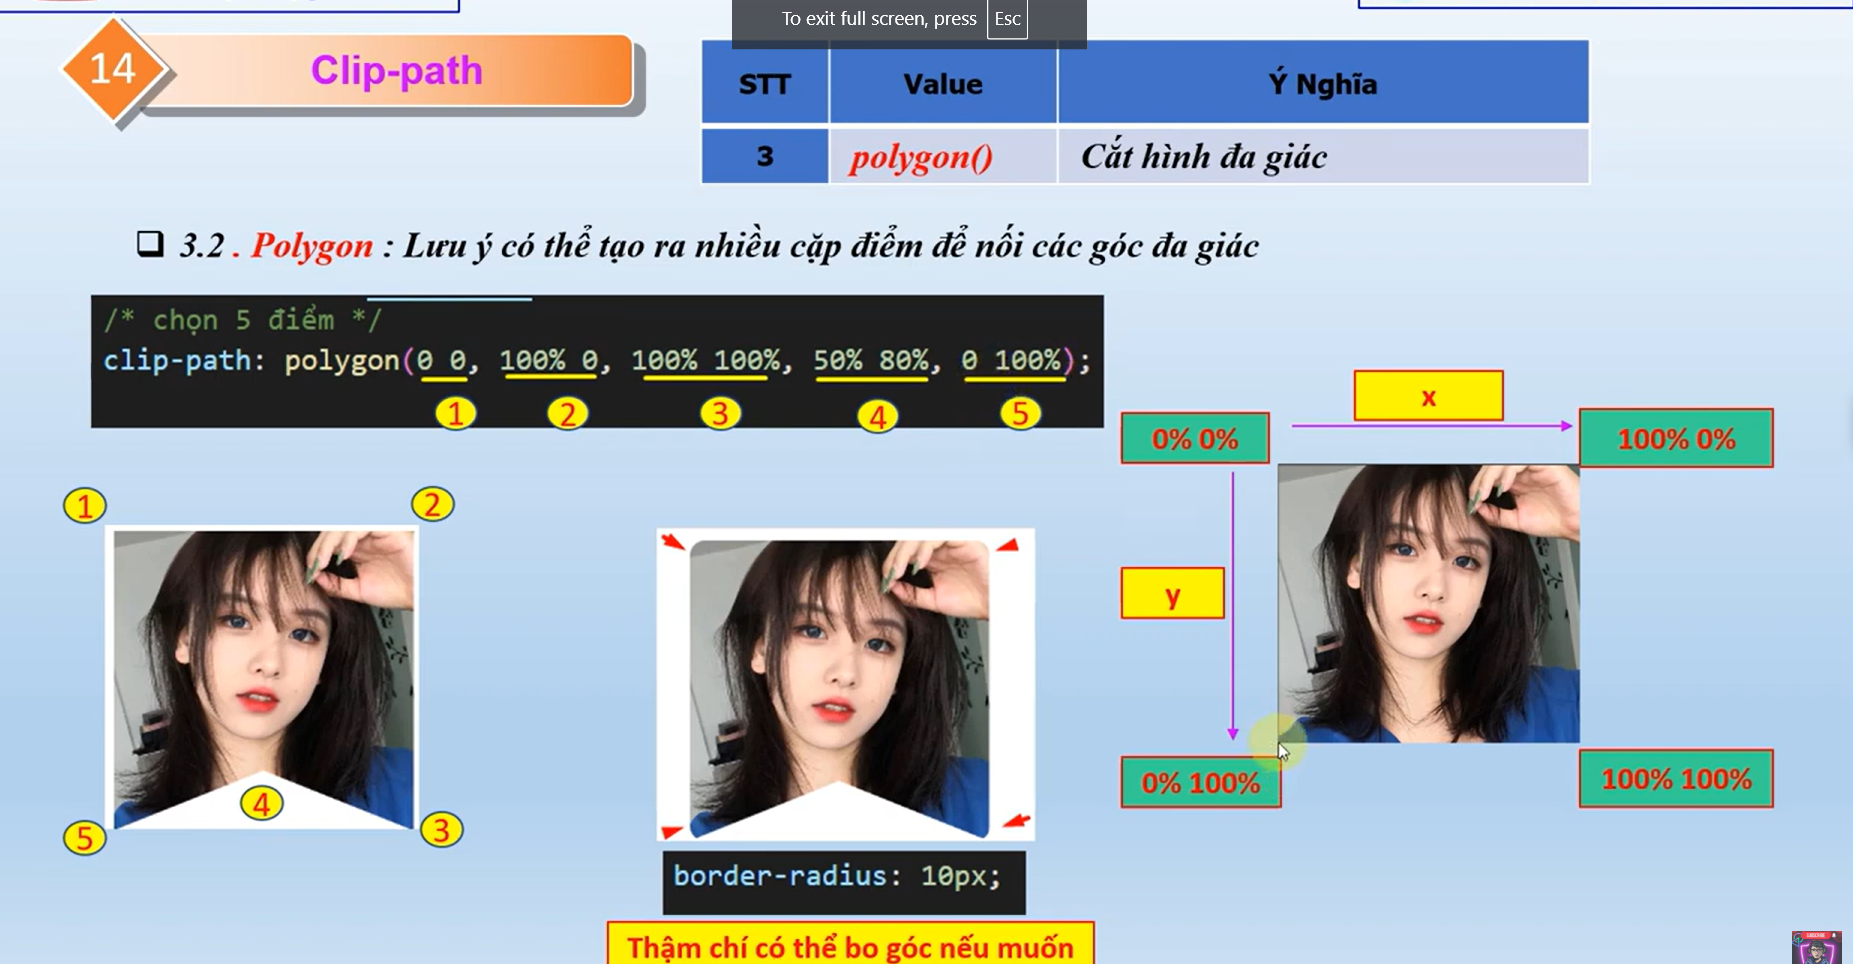 To exit full screen, press Esc
14
Clip-path
STT Value Ý Nghĩa
3 polygon() Cắt hình đa giác
3.2 . Polygon : Lưu ý có thể tạo ra nhiều cặp điểm để nối các góc đa giác
/* chọn 5 điểm */
clip-path: polygon(0 0, 100% 0, 100% 100%, 50% 80%, 0 100%);
1 2 3 4 5
x
0% 0% 100% 0%
y
0% 100% 100% 100%
1 2
4
5 3
border-radius: 10px;
Thậm chí có thể bo góc nếu muốn